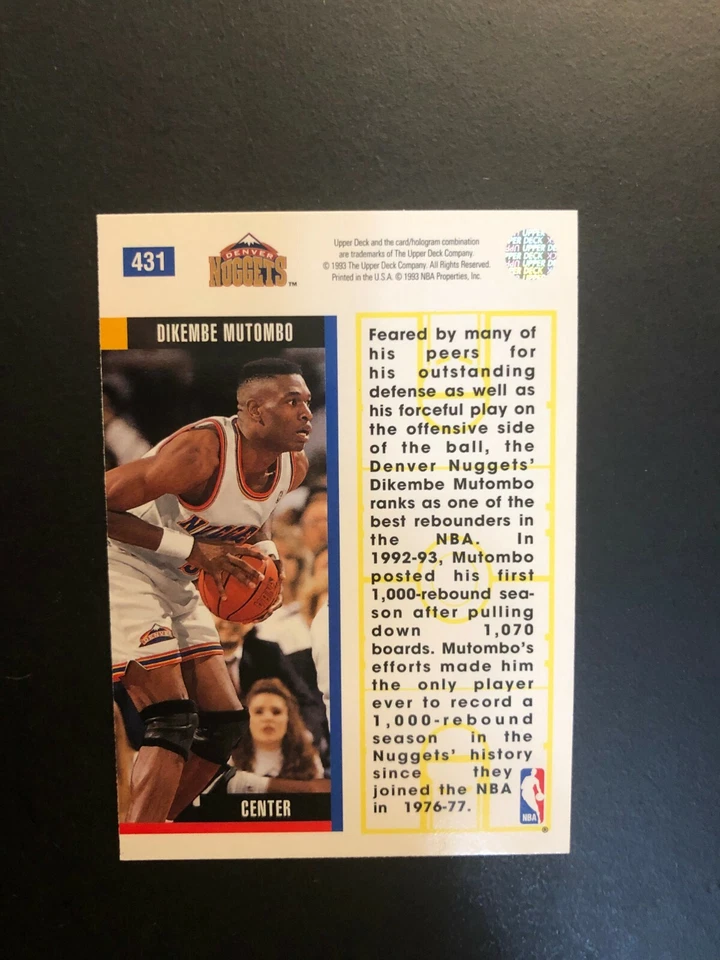 431
DENVER
NUGGETS™
Upper Deck and the card/hologram combination
are trademarks of The Upper Deck Company.
© 1993 The Upper Deck Company. All Rights Reserved.
Printed in the U.S.A. © 1993 NBA Properties, Inc.
UPPER
DECK
DIKEMBE MUTOMBO
CENTER
Feared by many of
his peers for
his outstanding
defense as well as
his forceful play on
the offensive side
of the ball, the
Denver Nuggets'
Dikembe Mutombo
ranks as one of the
best rebounders in
the NBA. In
1992-93, Mutombo
posted his first
1,000-rebound sea-
son after pulling
down 1,070
boards. Mutombo's
efforts made him
the only player
ever to record a
1,000-rebound
season in the
Nuggets' history
since they
joined the NBA
in 1976-77.
NBA
®